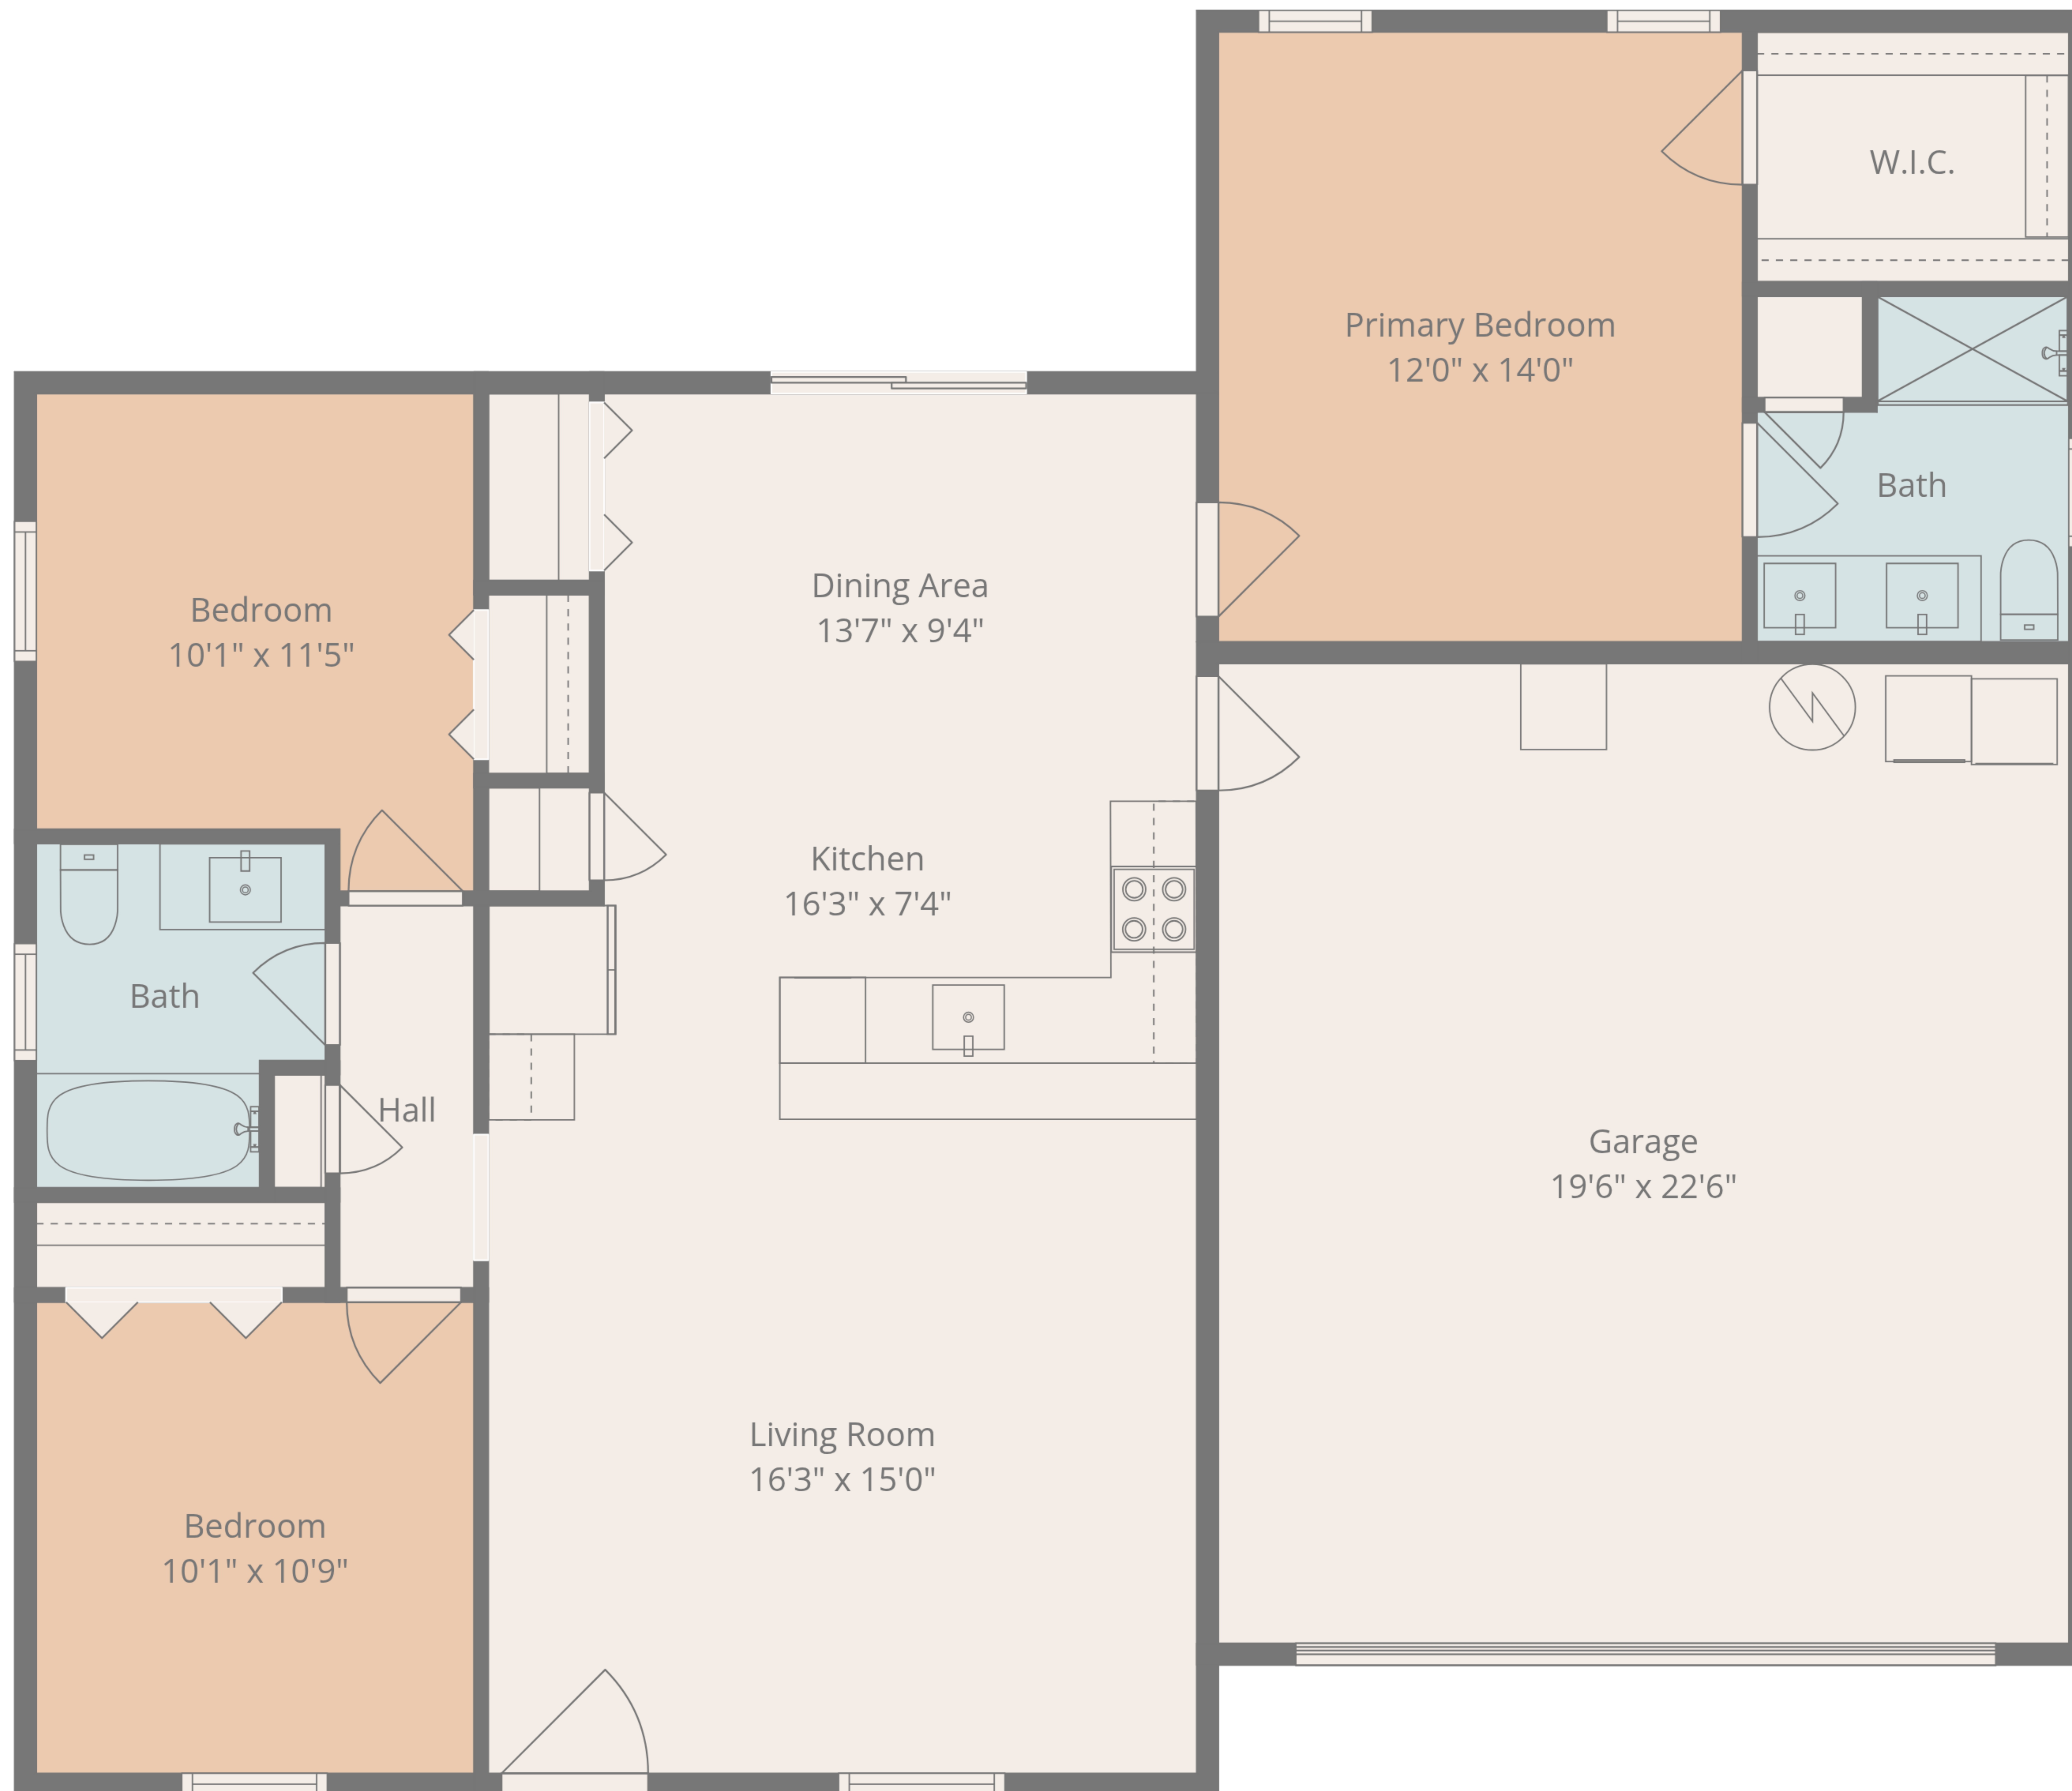 W.I.C.
Primary Bedroom
12'0" x 14'0"
Bath
Dining Area
13'7" x 9'4"
Bedroom
10'1" x 11'5"
Kitchen
16'3" x 7'4"
Bath
Hall
Garage
19'6" x 22'6"
Living Room
16'3" x 15'0"
Bedroom
10'1" x 10'9"